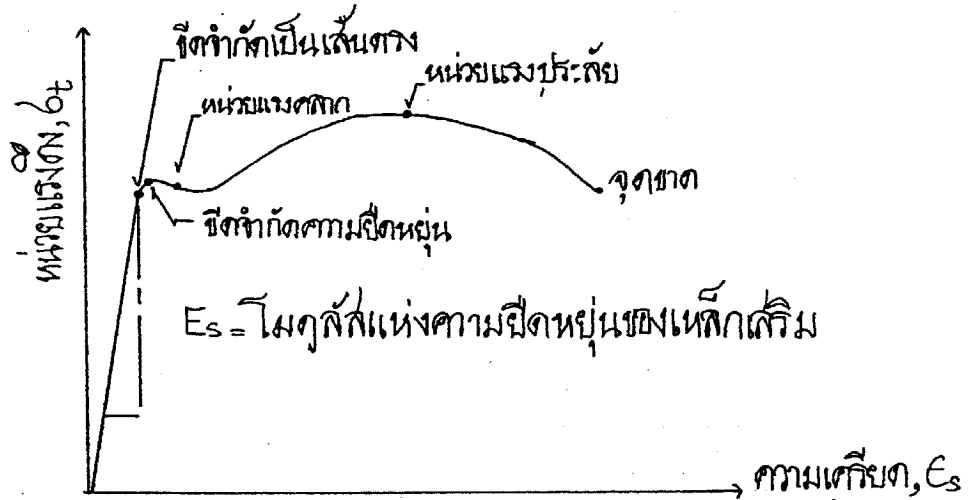 ขีดจำกัดเป็นเส้นตรง
หน่วยแรงประลัย
หน่วยแรงคลาก
หน่วยแรงดึง, σt
จุดขาด
ขีดจำกัดความยืดหยุ่น
Es = โมดูลัสแห่งความยืดหยุ่นของเหล็กเสริม
ความเครียด, Es